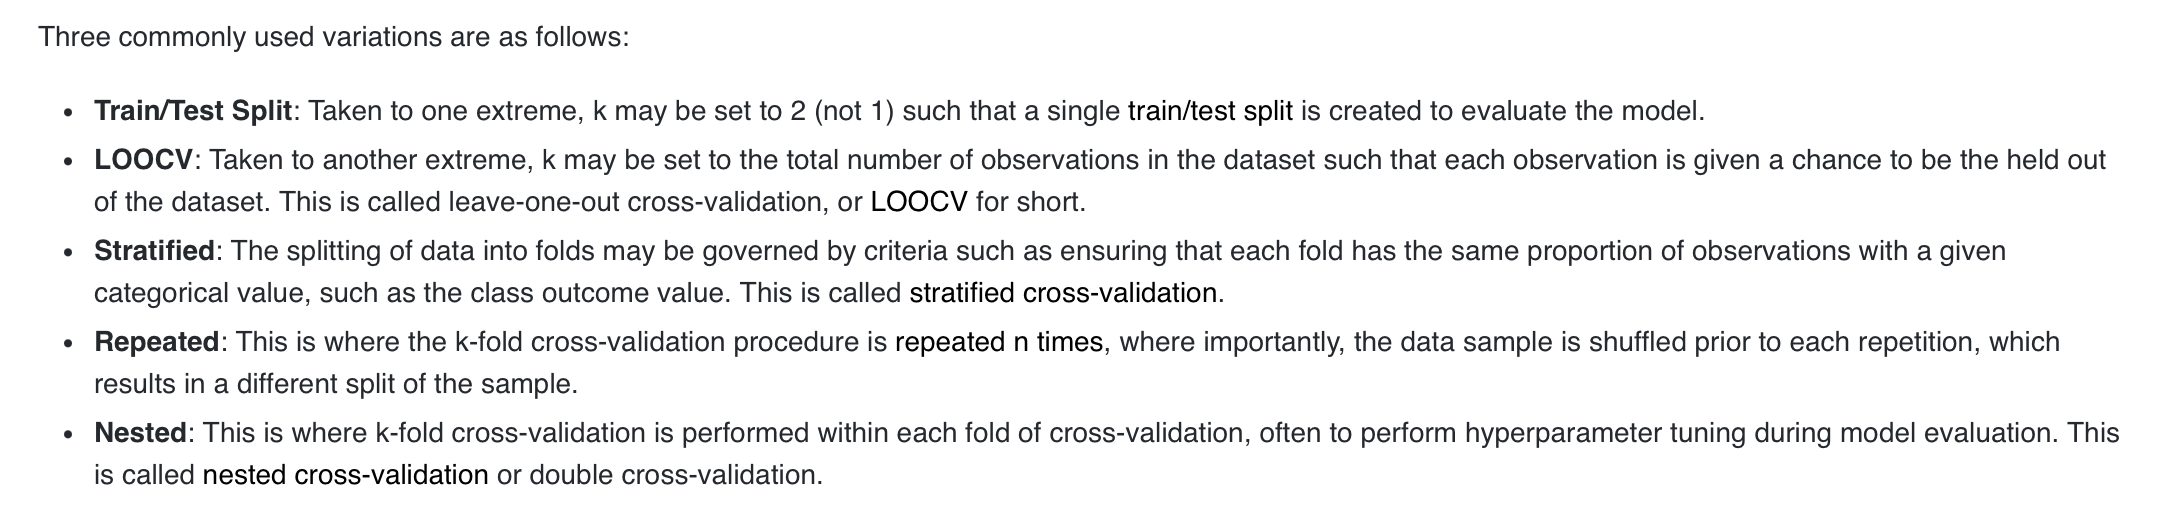 Three commonly used variations are as follows:
• Train/Test Split: Taken to one extreme, k may be set to 2 (not 1) such that a single train/test split is created to evaluate the model.
• LOOCV: Taken to another extreme, k may be set to the total number of observations in the dataset such that each observation is given a chance to be the held out
of the dataset. This is called leave-one-out cross-validation, or LOOCV for short.
• Stratified: The splitting of data into folds may be governed by criteria such as ensuring that each fold has the same proportion of observations with a given
categorical value, such as the class outcome value. This is called stratified cross-validation.
• Repeated: This is where the k-fold cross-validation procedure is repeated n times, where importantly, the data sample is shuffled prior to each repetition, which
results in a different split of the sample.
• Nested: This is where k-fold cross-validation is performed within each fold of cross-validation, often to perform hyperparameter tuning during model evaluation. This
is called nested cross-validation or double cross-validation.